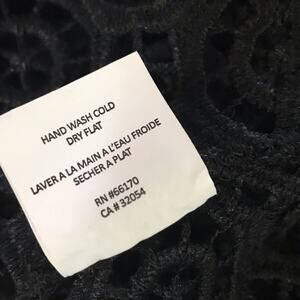 HAND WASH COLD
DRY FLAT
LAVER A LA MAIN A L'EAU FROIDE
SECHER A PLAT
RN #66170
CA # 32054